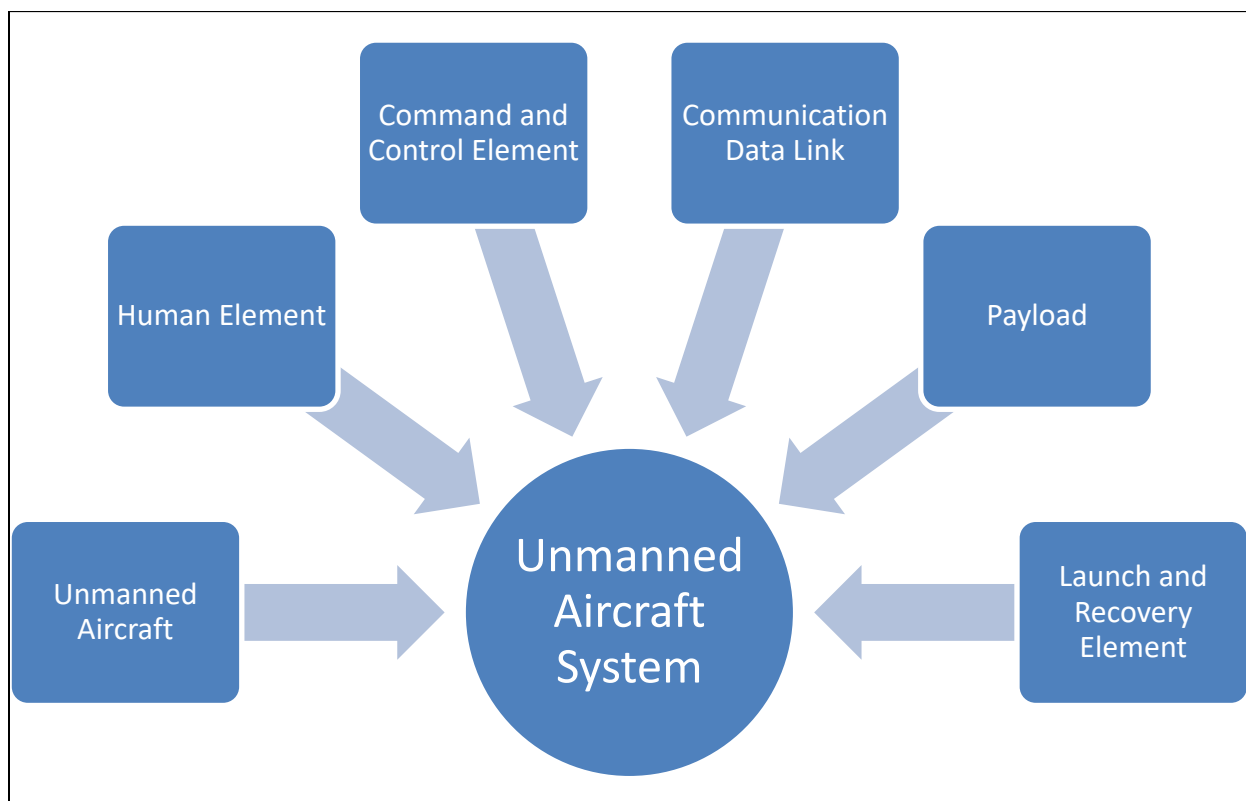 Command and
Control Element
Communication
Data Link
Human Element
Payload
Unmanned
Aircraft
Unmanned
Aircraft
System
Launch and
Recovery
Element